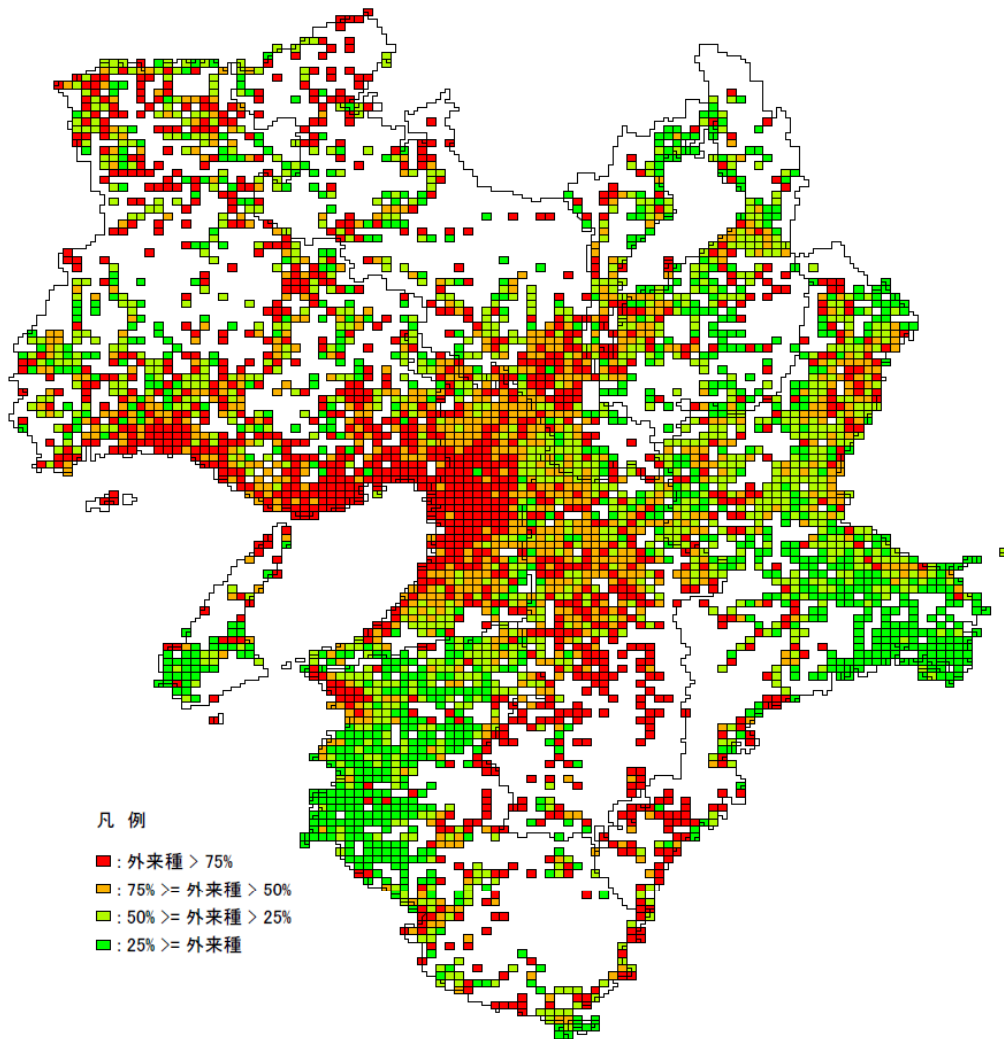 凡 例
: 外来種 > 75%
: 75% >= 外来種 > 50%
: 50% >= 外来種 > 25%
: 25% >= 外来種